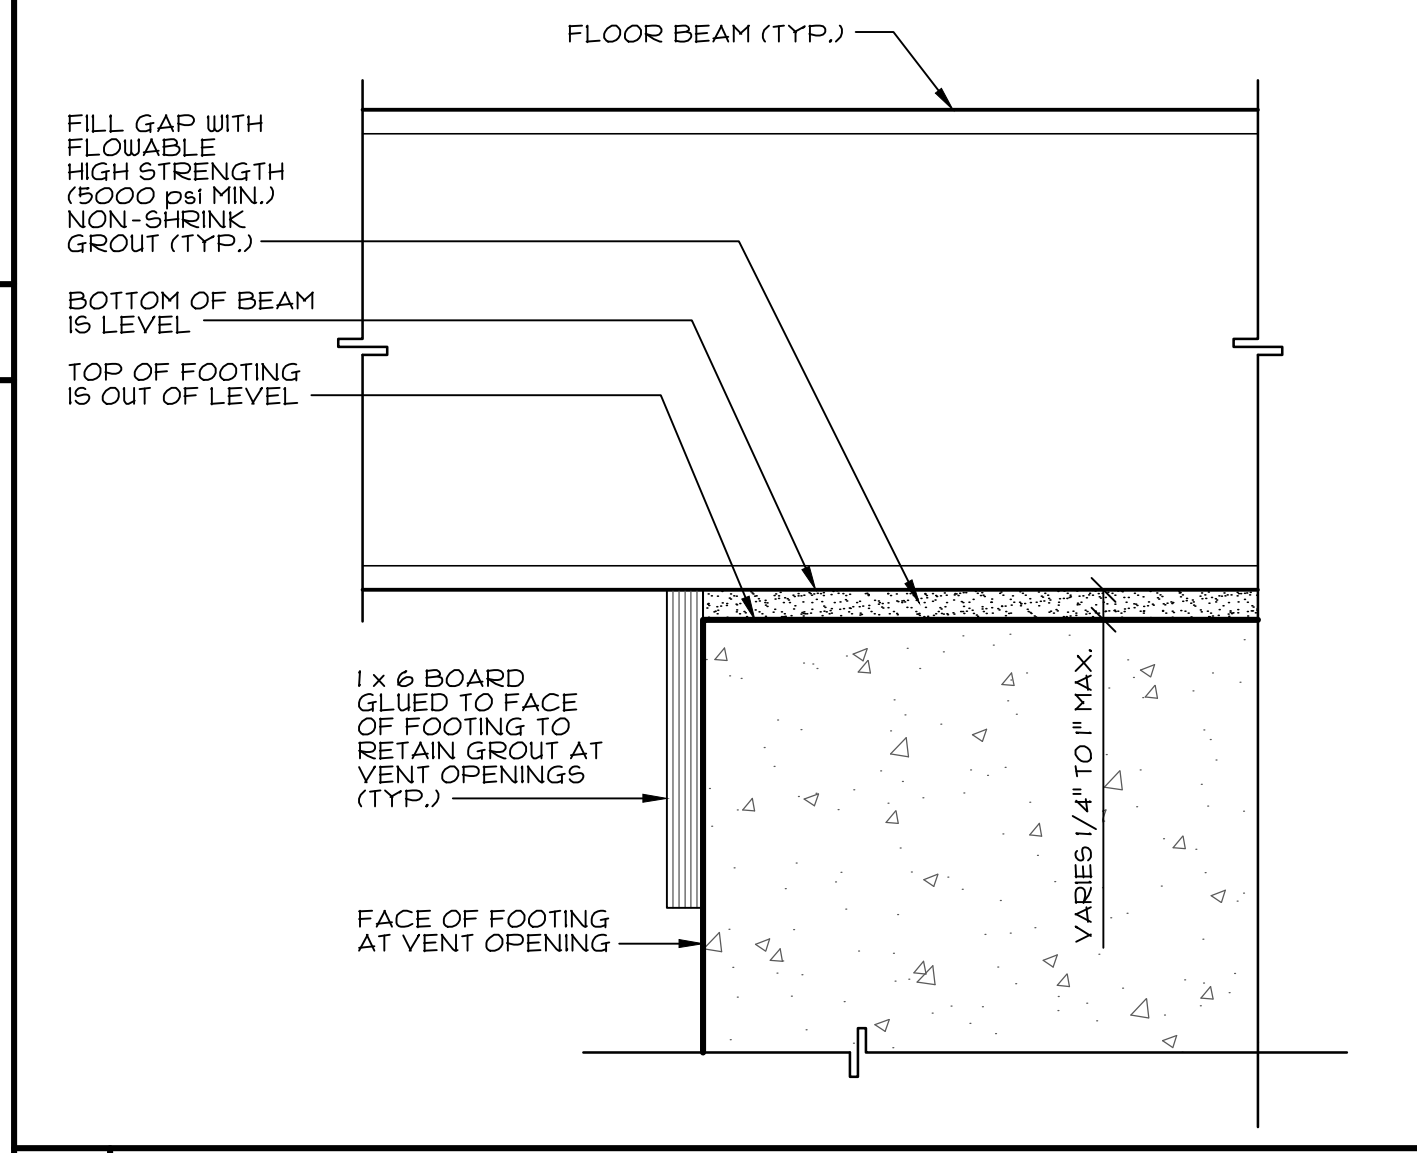 FLOOR BEAM (TYP.)
FILL GAP WITH
FLOWABLE
HIGH STRENGTH
(5000 psi MIN.)
NON-SHRINK
GROUT (TYP.)
BOTTOM OF BEAM
IS LEVEL
TOP OF FOOTING
IS OUT OF LEVEL
1 x 6 BOARD
GLUED TO FACE
OF FOOTING TO
RETAIN GROUT AT
VENT OPENINGS
(TYP.)
FACE OF FOOTING
AT VENT OPENING
VARIES 1/4" TO 1" MAX.